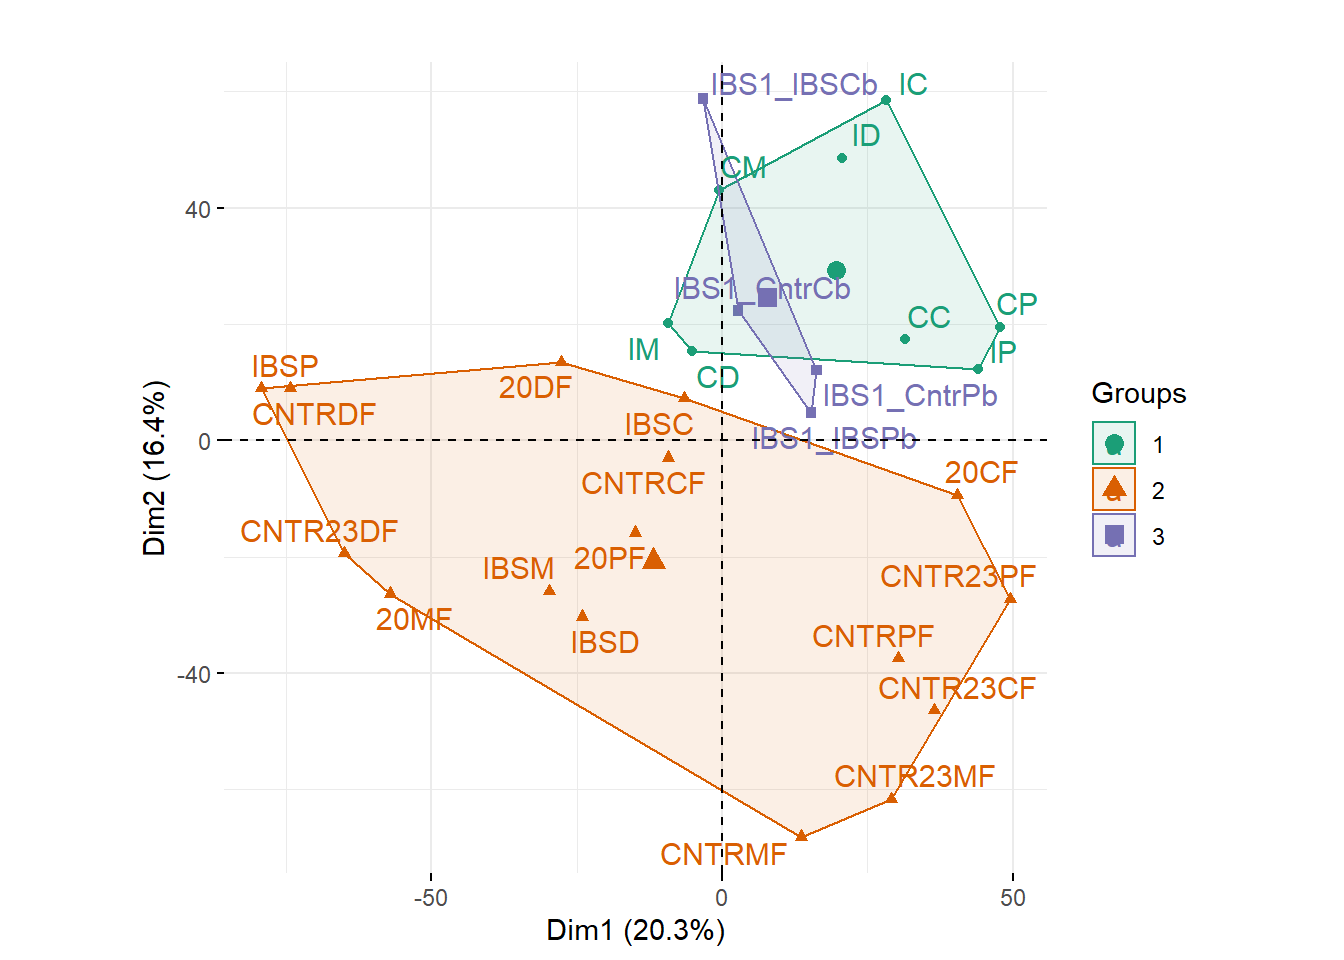 IBS1_IBSCb
IC
ID
CM
40
IBS1_CntrCb
CP
CC
IM
IP
CD
IBSP
20DF
IBS1_CntrPb
CNTRDF
IBSC
Groups
0
IBS1_IBSPb
a 1
20CF
CNTRCF
a 2
CNTR23DF
a 3
Dim2 (16.4%)
20PF
IBSM
CNTR23PF
20MF
IBSD
CNTRPF
-40
CNTR23CF
CNTR23MF
CNTRMF
-50
0
50
Dim1 (20.3%)